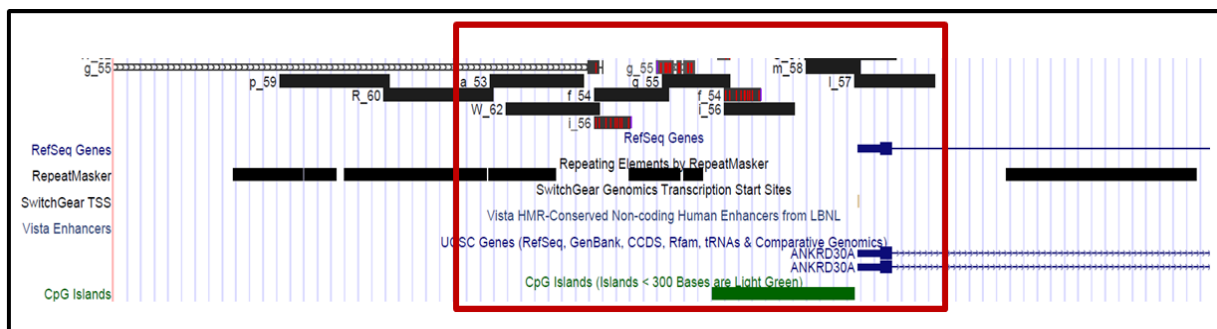 g_55 g_55 m_58
p_59 a_53 q_55 l_57
R_60 f_54 f_54
W_62 i_56
i_56
RefSeq Genes
RefSeq Genes
Repeating Elements by RepeatMasker
RepeatMasker
SwitchGear Genomics Transcription Start Sites
SwitchGear TSS
Vista HMR-Conserved Non-coding Human Enhancers from LBNL
Vista Enhancers
UCSC Genes (RefSeq, GenBank, CCDS, Rfam, tRNAs & Comparative Genomics)
ANKRD30A
ANKRD30A
CpG Islands (Islands < 300 Bases are Light Green)
CpG Islands